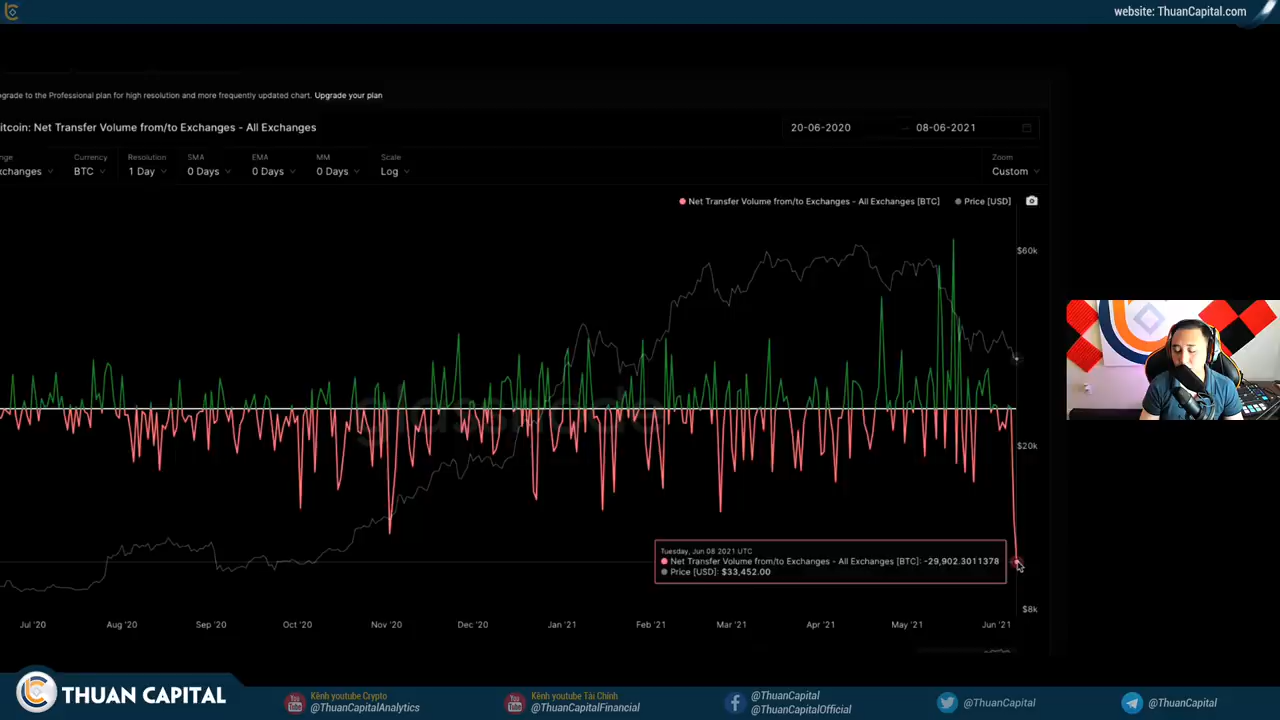 website: ThuanCapital.com
grade to the Professional plan for high resolution and more frequently updated chart. Upgrade your plan
itcoin: Net Transfer Volume from/to Exchanges - All Exchanges
20-06-2020 → 08-06-2021
nge Currency Resolution SMA EMA MM Scale Zoom
xchanges BTC 1 Day 0 Days 0 Days 0 Days Log Custom
Net Transfer Volume from/to Exchanges - All Exchanges [BTC] Price [USD]
$60k
glassnode
$20k
Tuesday, Jun 08 2021 UTC
Net Transfer Volume from/to Exchanges - All Exchanges [BTC]: -29,902.3011378
Price [USD]: $33,452.00
$8k
Jul '20 Aug '20 Sep '20 Oct '20 Nov '20 Dec '20 Jan '21 Feb '21 Mar '21 Apr '21 May '21 Jun '21
THUAN CAPITAL
You Tube
Kênh youtube Crypto
@ThuanCapitalAnalytics
You Tube
Kênh youtube Tài Chính
@ThuanCapitalFinancial
@ThuanCapital
@ThuanCapitalOfficial
@ThuanCapital
@ThuanCapital